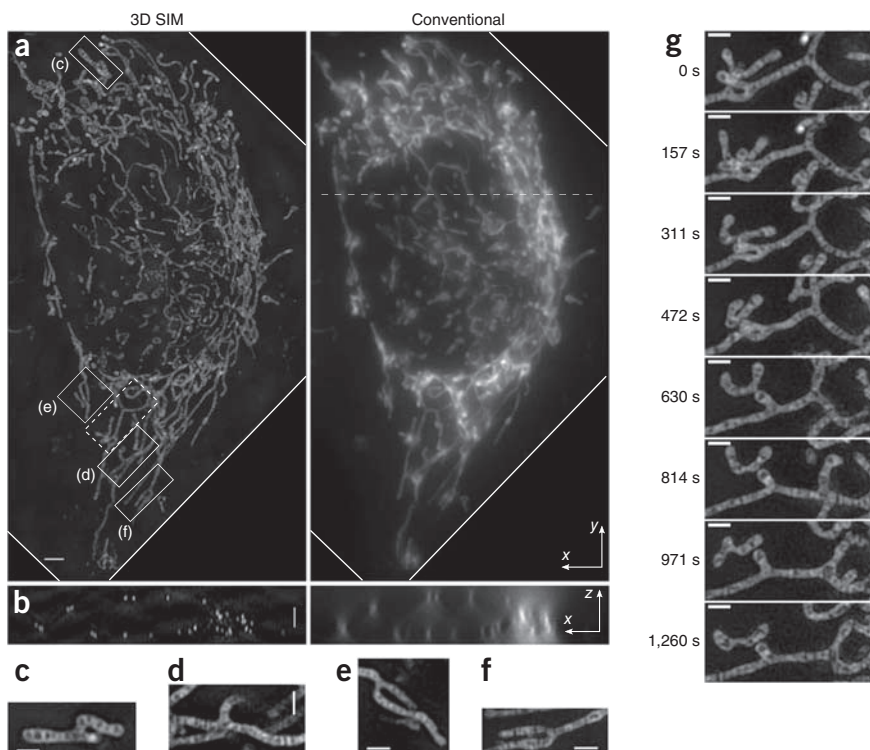 3D SIM
Conventional
a
(c)
(e)
(d)
(f)
y
x
b
z
x
c
d
e
f
g
0 s
157 s
311 s
472 s
630 s
814 s
971 s
1,260 s